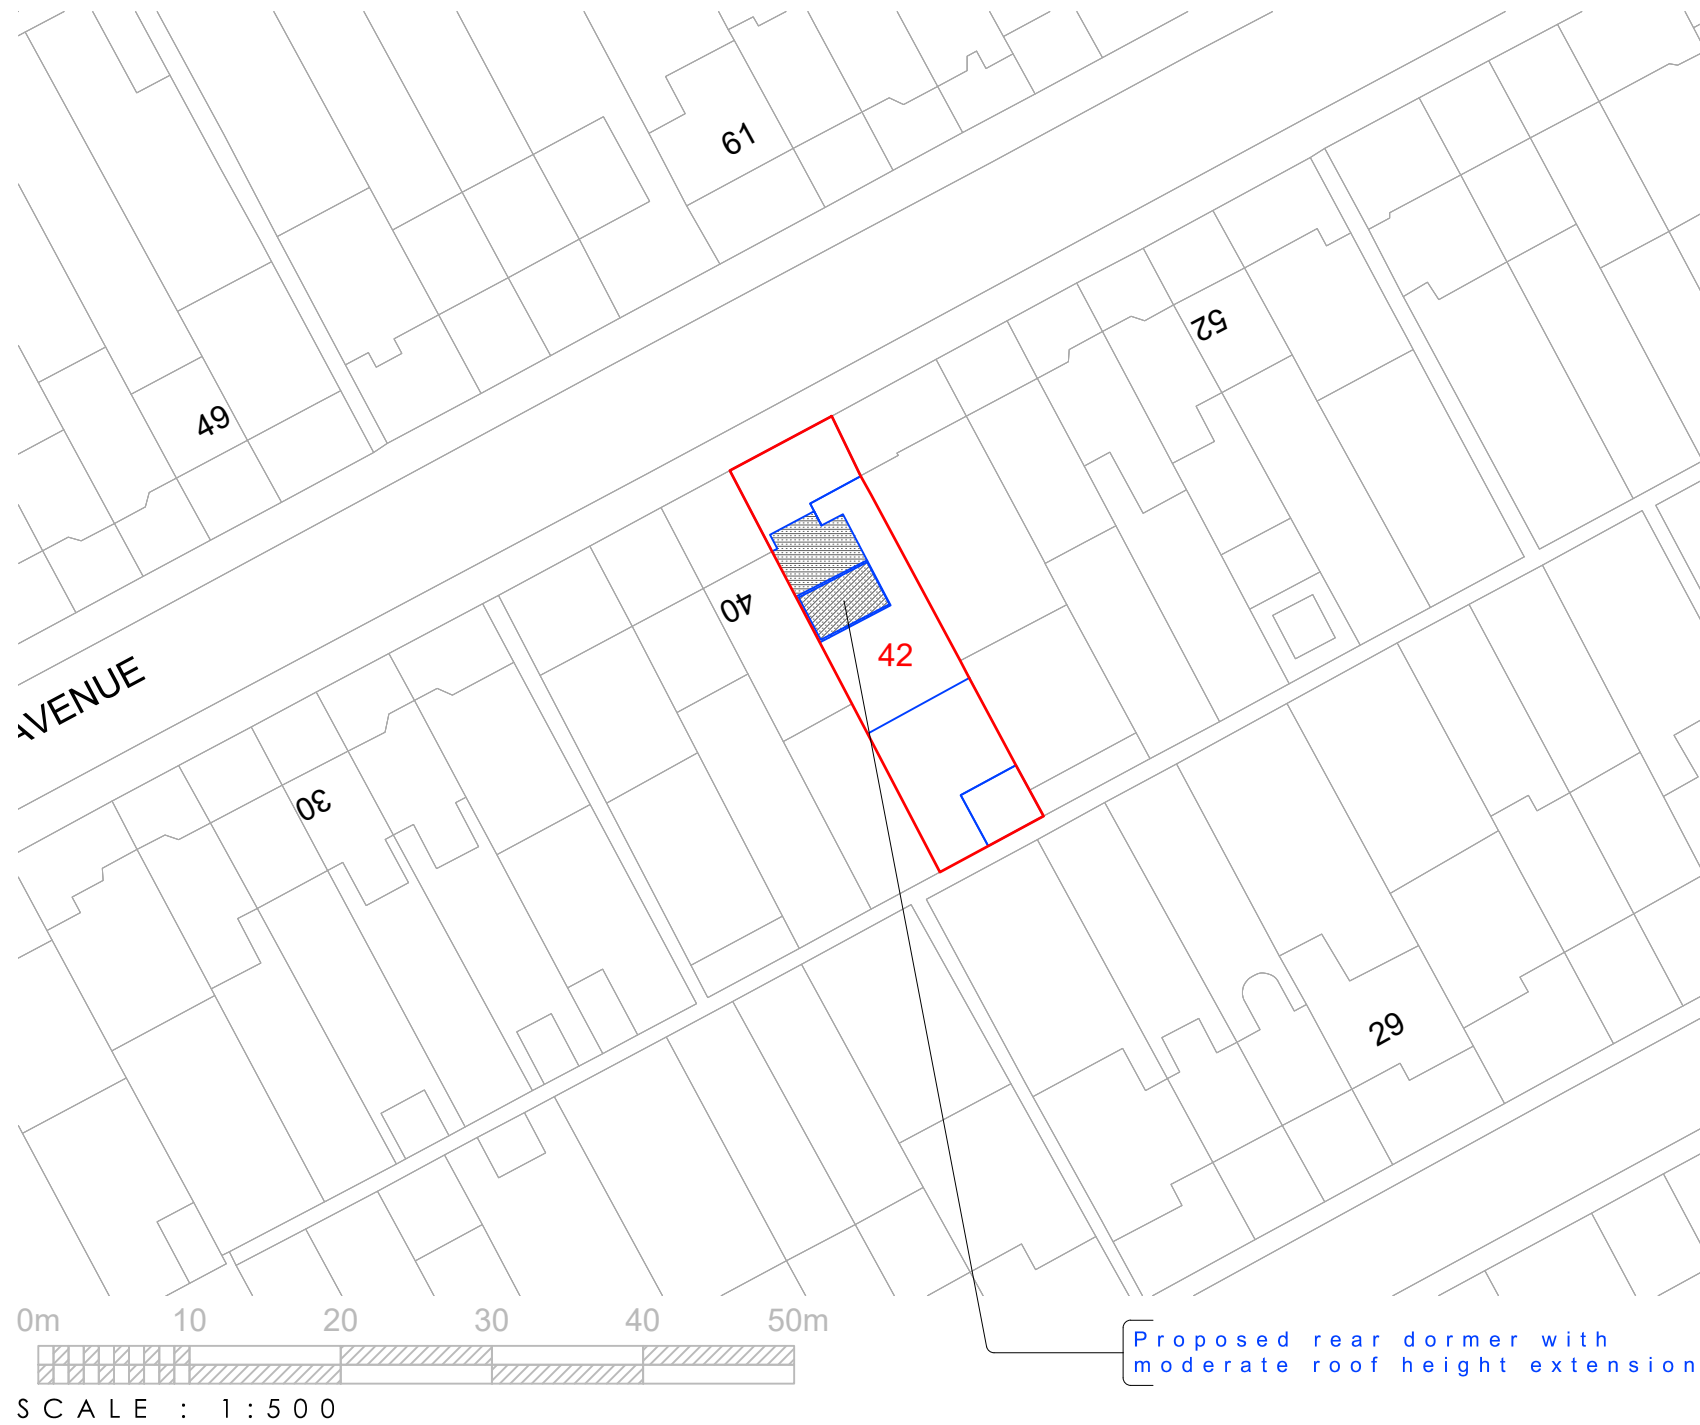 61
52
49
40
42
AVENUE
30
29
0m 10 20 30 40 50m
Proposed rear dormer with
moderate roof height extension
SCALE : 1:500